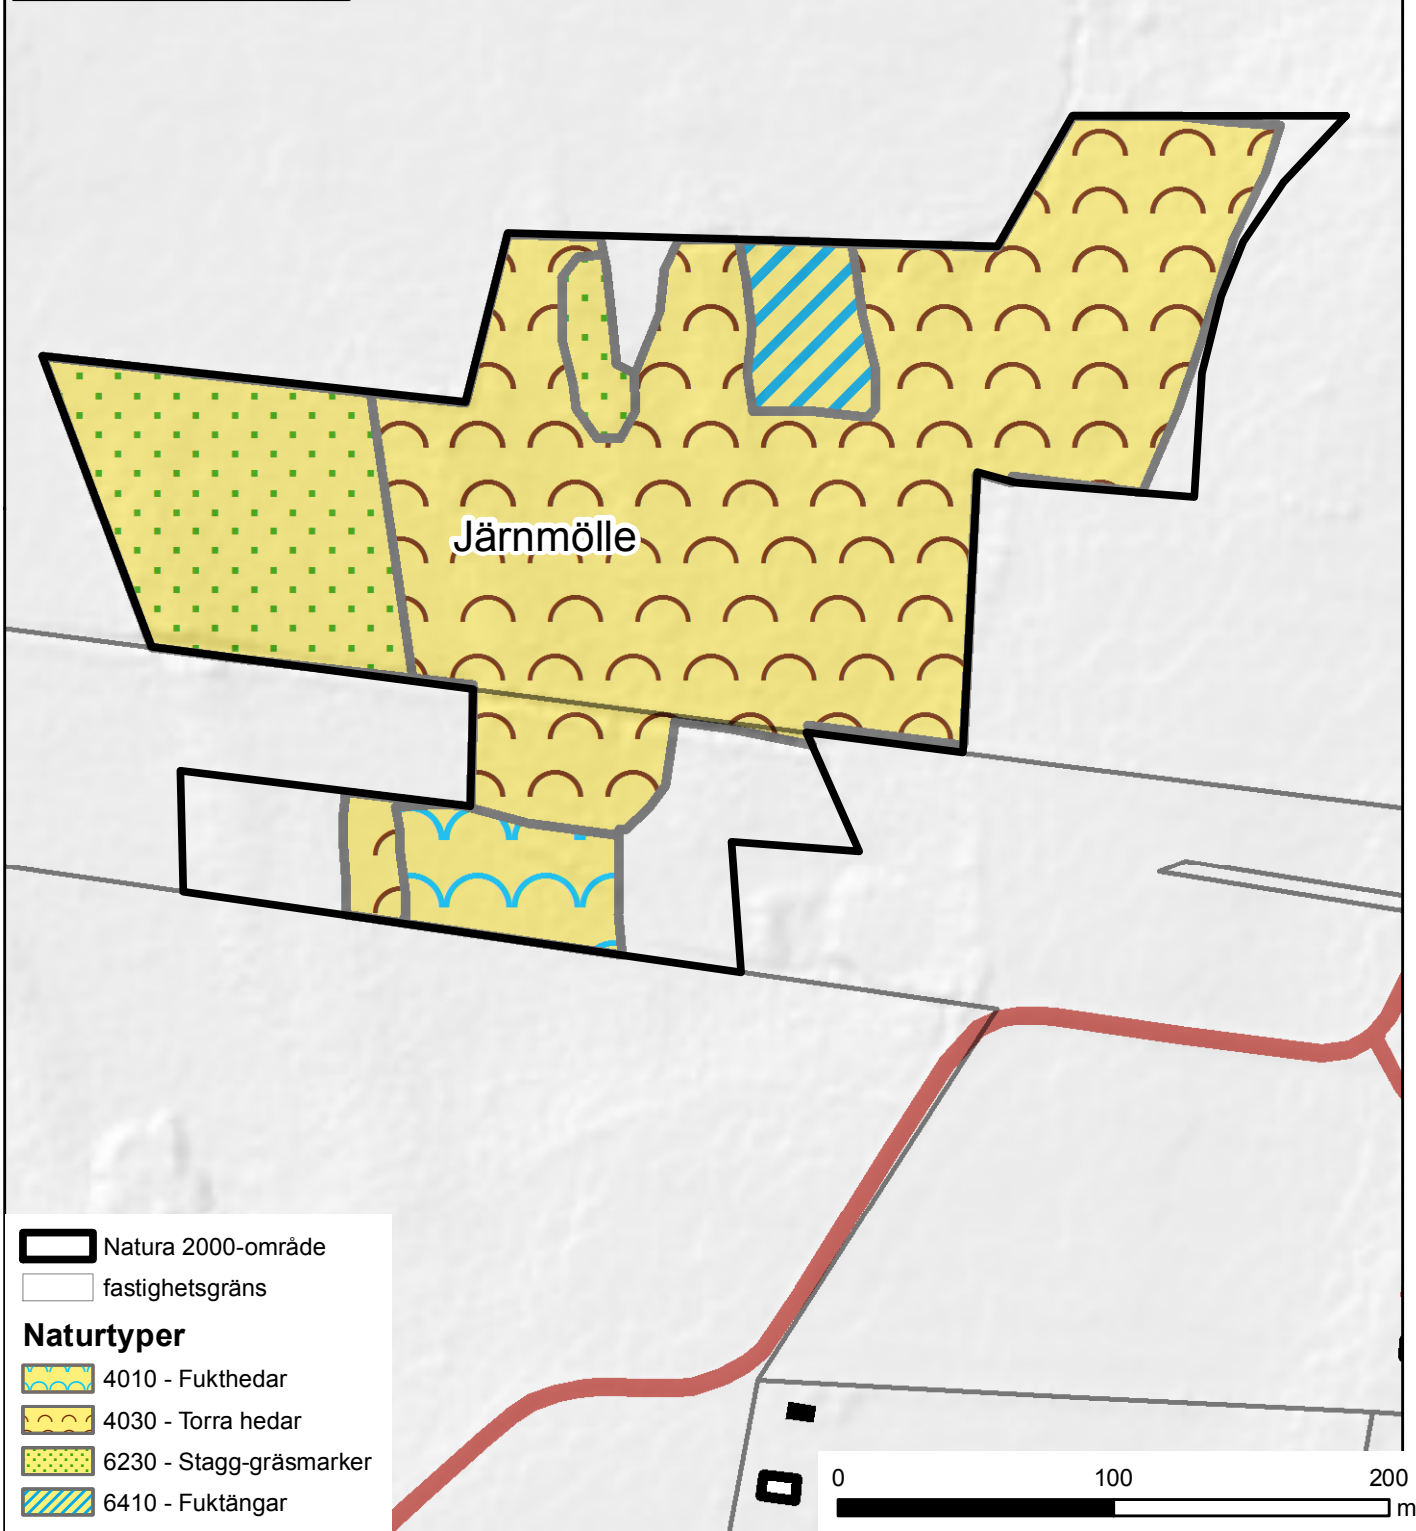 Järnmölle
Natura 2000-område
fastighetsgräns
Naturtyper
4010 - Fukthedar
4030 - Torra hedar
6230 - Stagg-gräsmarker
6410 - Fuktängar
0 100 200
m